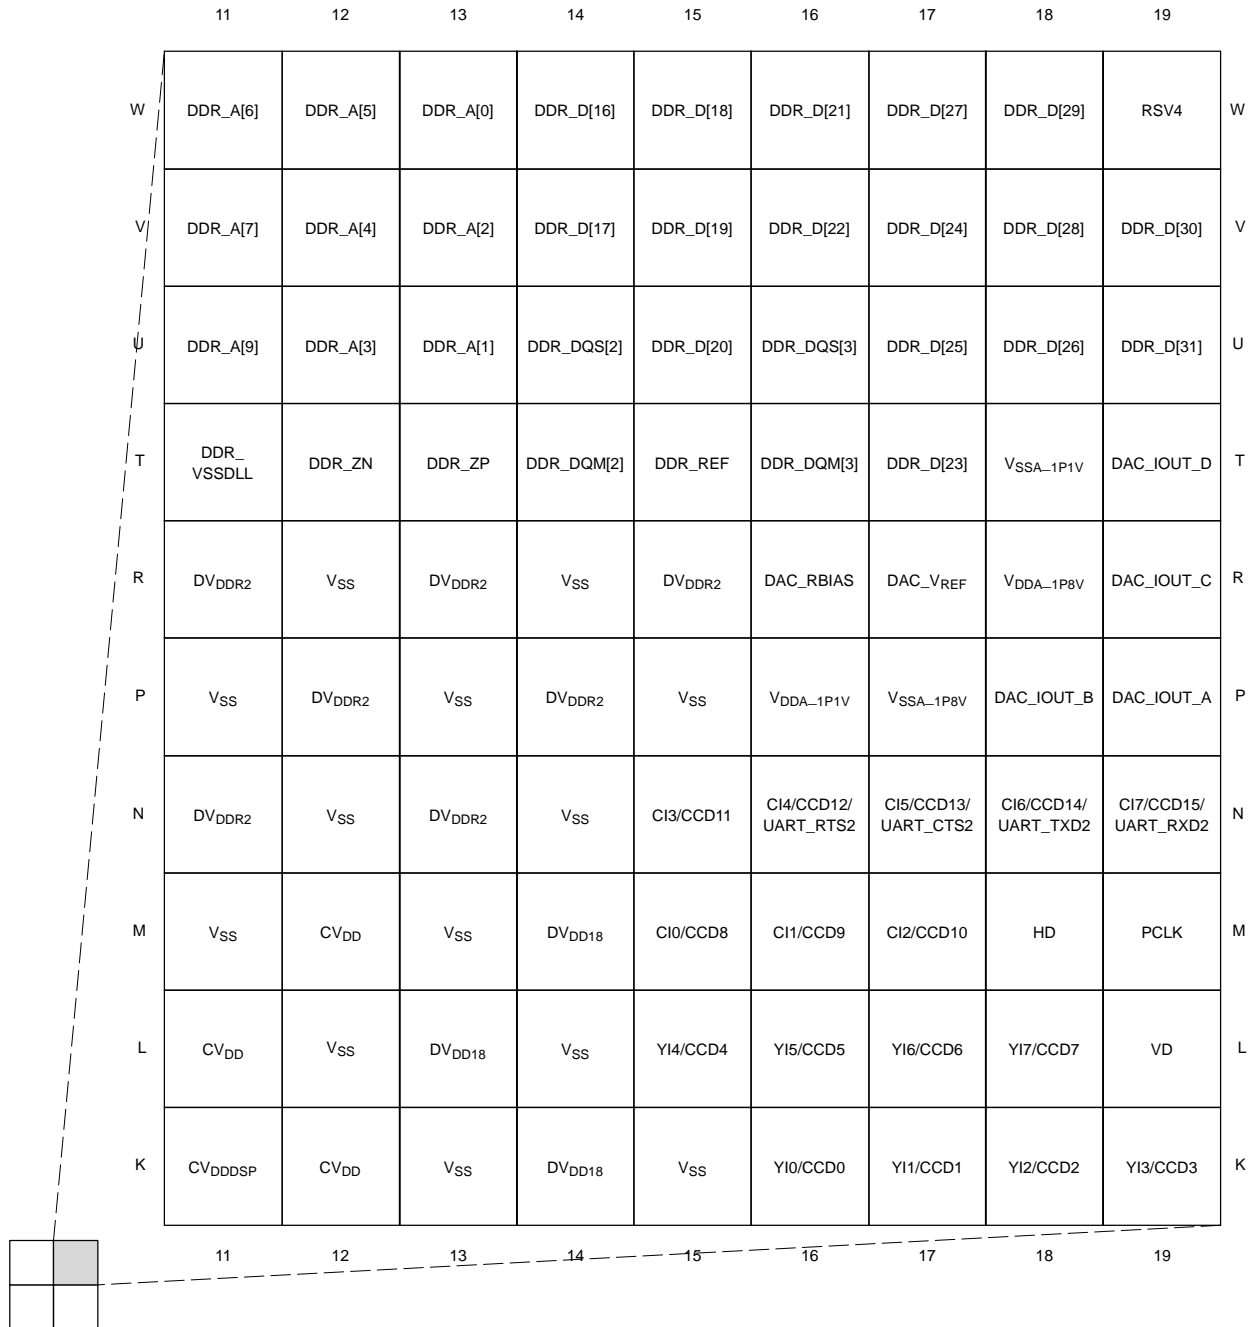 11 12 13 14 15 16 17 18 19
W DDR_A[6] DDR_A[5] DDR_A[0] DDR_D[16] DDR_D[18] DDR_D[21] DDR_D[27] DDR_D[29] RSV4 W
V DDR_A[7] DDR_A[4] DDR_A[2] DDR_D[17] DDR_D[19] DDR_D[22] DDR_D[24] DDR_D[28] DDR_D[30] V
U DDR_A[9] DDR_A[3] DDR_A[1] DDR_DQS[2] DDR_D[20] DDR_DQS[3] DDR_D[25] DDR_D[26] DDR_D[31] U
T DDR_ VSSDLL DDR_ZN DDR_ZP DDR_DQM[2] DDR_REF DDR_DQM[3] DDR_D[23] VSSA_1P1V DAC_IOUT_D T
R DVDDR2 VSS DVDDR2 VSS DVDDR2 DAC_RBIAS DAC_VREF VDDA_1P8V DAC_IOUT_C R
P VSS DVDDR2 VSS DVDDR2 VSS VDDA_1P1V VSSA_1P8V DAC_IOUT_B DAC_IOUT_A P
N DVDDR2 VSS DVDDR2 VSS CI3/CCD11 CI4/CCD12/ UART_RTS2 CI5/CCD13/ UART_CTS2 CI6/CCD14/ UART_TXD2 CI7/CCD15/ UART_RXD2 N
M VSS CVDD VSS DVDD18 CI0/CCD8 CI1/CCD9 CI2/CCD10 HD PCLK M
L CVDD VSS DVDD18 VSS YI4/CCD4 YI5/CCD5 YI6/CCD6 YI7/CCD7 VD L
K CVDDDSP CVDD VSS DVDD18 VSS YI0/CCD0 YI1/CCD1 YI2/CCD2 YI3/CCD3 K
11 12 13 14 15 16 17 18 19